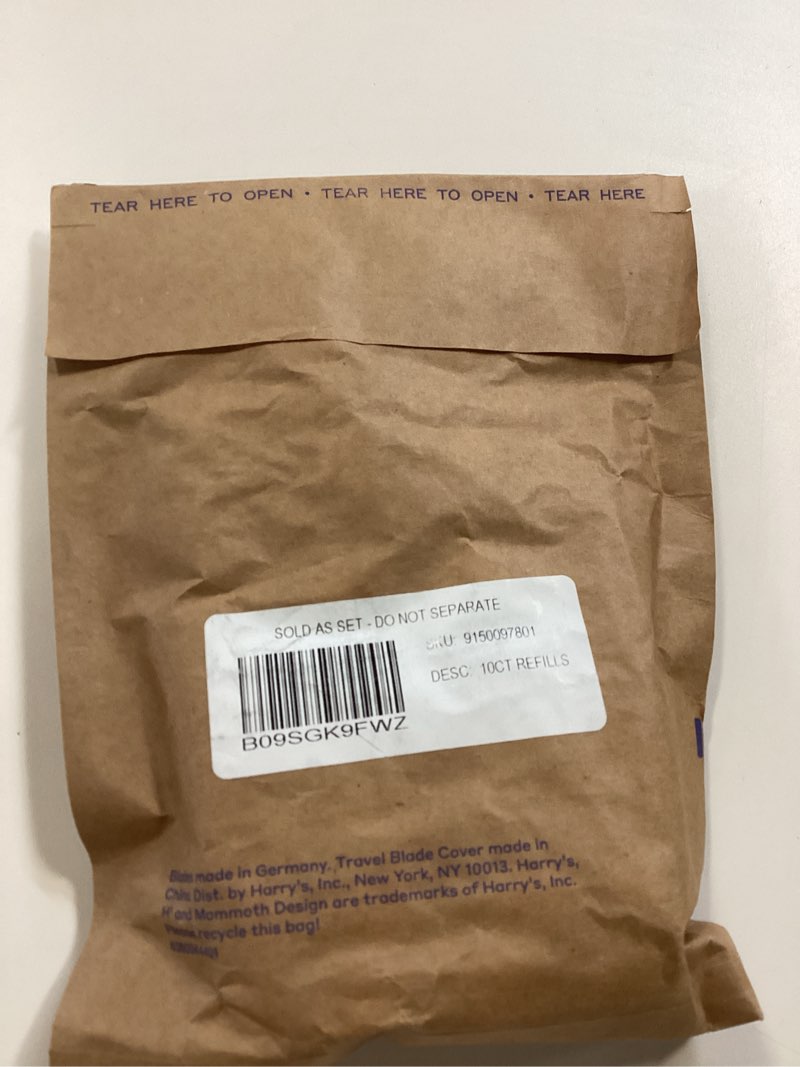 TEAR HERE TO OPEN • TEAR HERE TO OPEN • TEAR HERE
SOLD AS SET - DO NOT SEPARATE
SKU: 9150097801
DESC: 10CT REFILLS
B09SGK9FWZ
made in Germany. Travel Blade Cover made in
Dist. by Harry's, Inc., New York, NY 10013. Harry's,
and Mammoth Design are trademarks of Harry's, Inc.
Please recycle this bag!